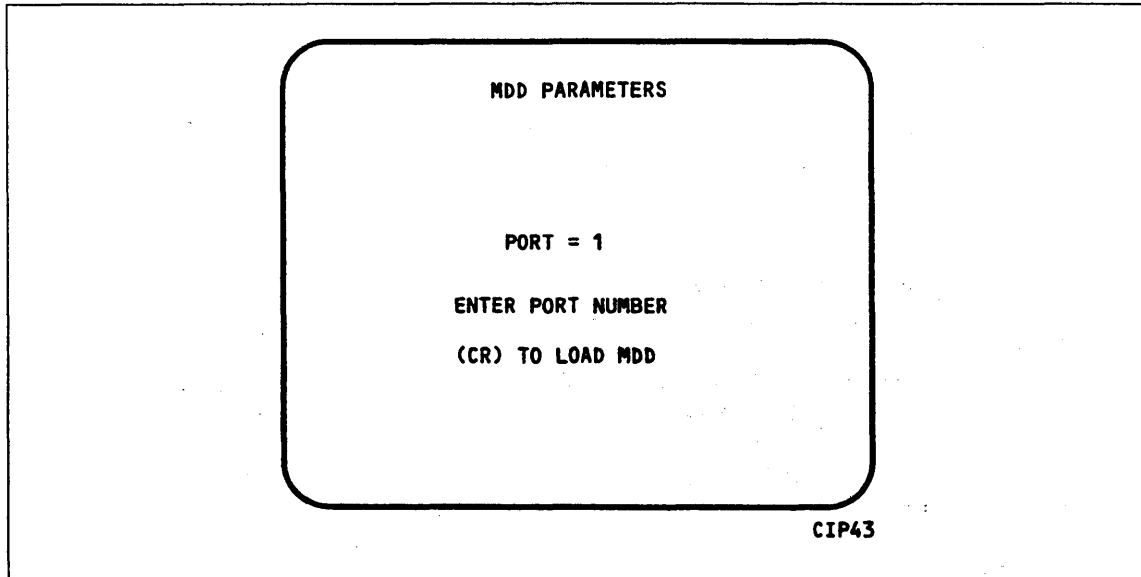 MDD PARAMETERS
PORT = 1
ENTER PORT NUMBER
(CR) TO LOAD MDD
CIP43